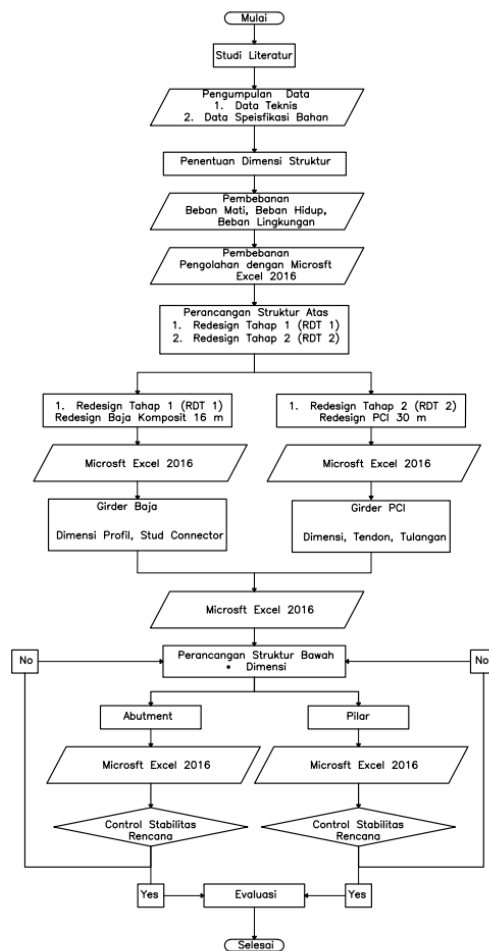 Mulai
Studi Literatur
Pengumpulan Data
1. Data Teknis
2. Data Speisfikasi Bahan
Penentuan Dimensi Struktur
Pembebanan
Beban Mati, Beban Hidup,
Beban Lingkungan
Pembebanan
Pengolahan dengan Microsft
Excel 2016
Perancangan Struktur Atas
1. Redesign Tahap 1 (RDT 1)
2. Redesign Tahap 2 (RDT 2)
1. Redesign Tahap 1 (RDT 1)
Redesign Baja Komposit 16 m
1. Redesign Tahap 2 (RDT 2)
Redesign PCI 30 m
Microsft Excel 2016
Microsft Excel 2016
Girder Baja
Dimensi Profil, Stud Connector
Girder PCI
Dimensi, Tendon, Tulangan
Microsft Excel 2016
No
Perancangan Struktur Bawah
• Dimensi
No
Abutment
Pilar
Microsft Excel 2016
Microsft Excel 2016
Control Stabilitas
Rencana
Control Stabilitas
Rencana
Yes
Evaluasi
Yes
Selesai